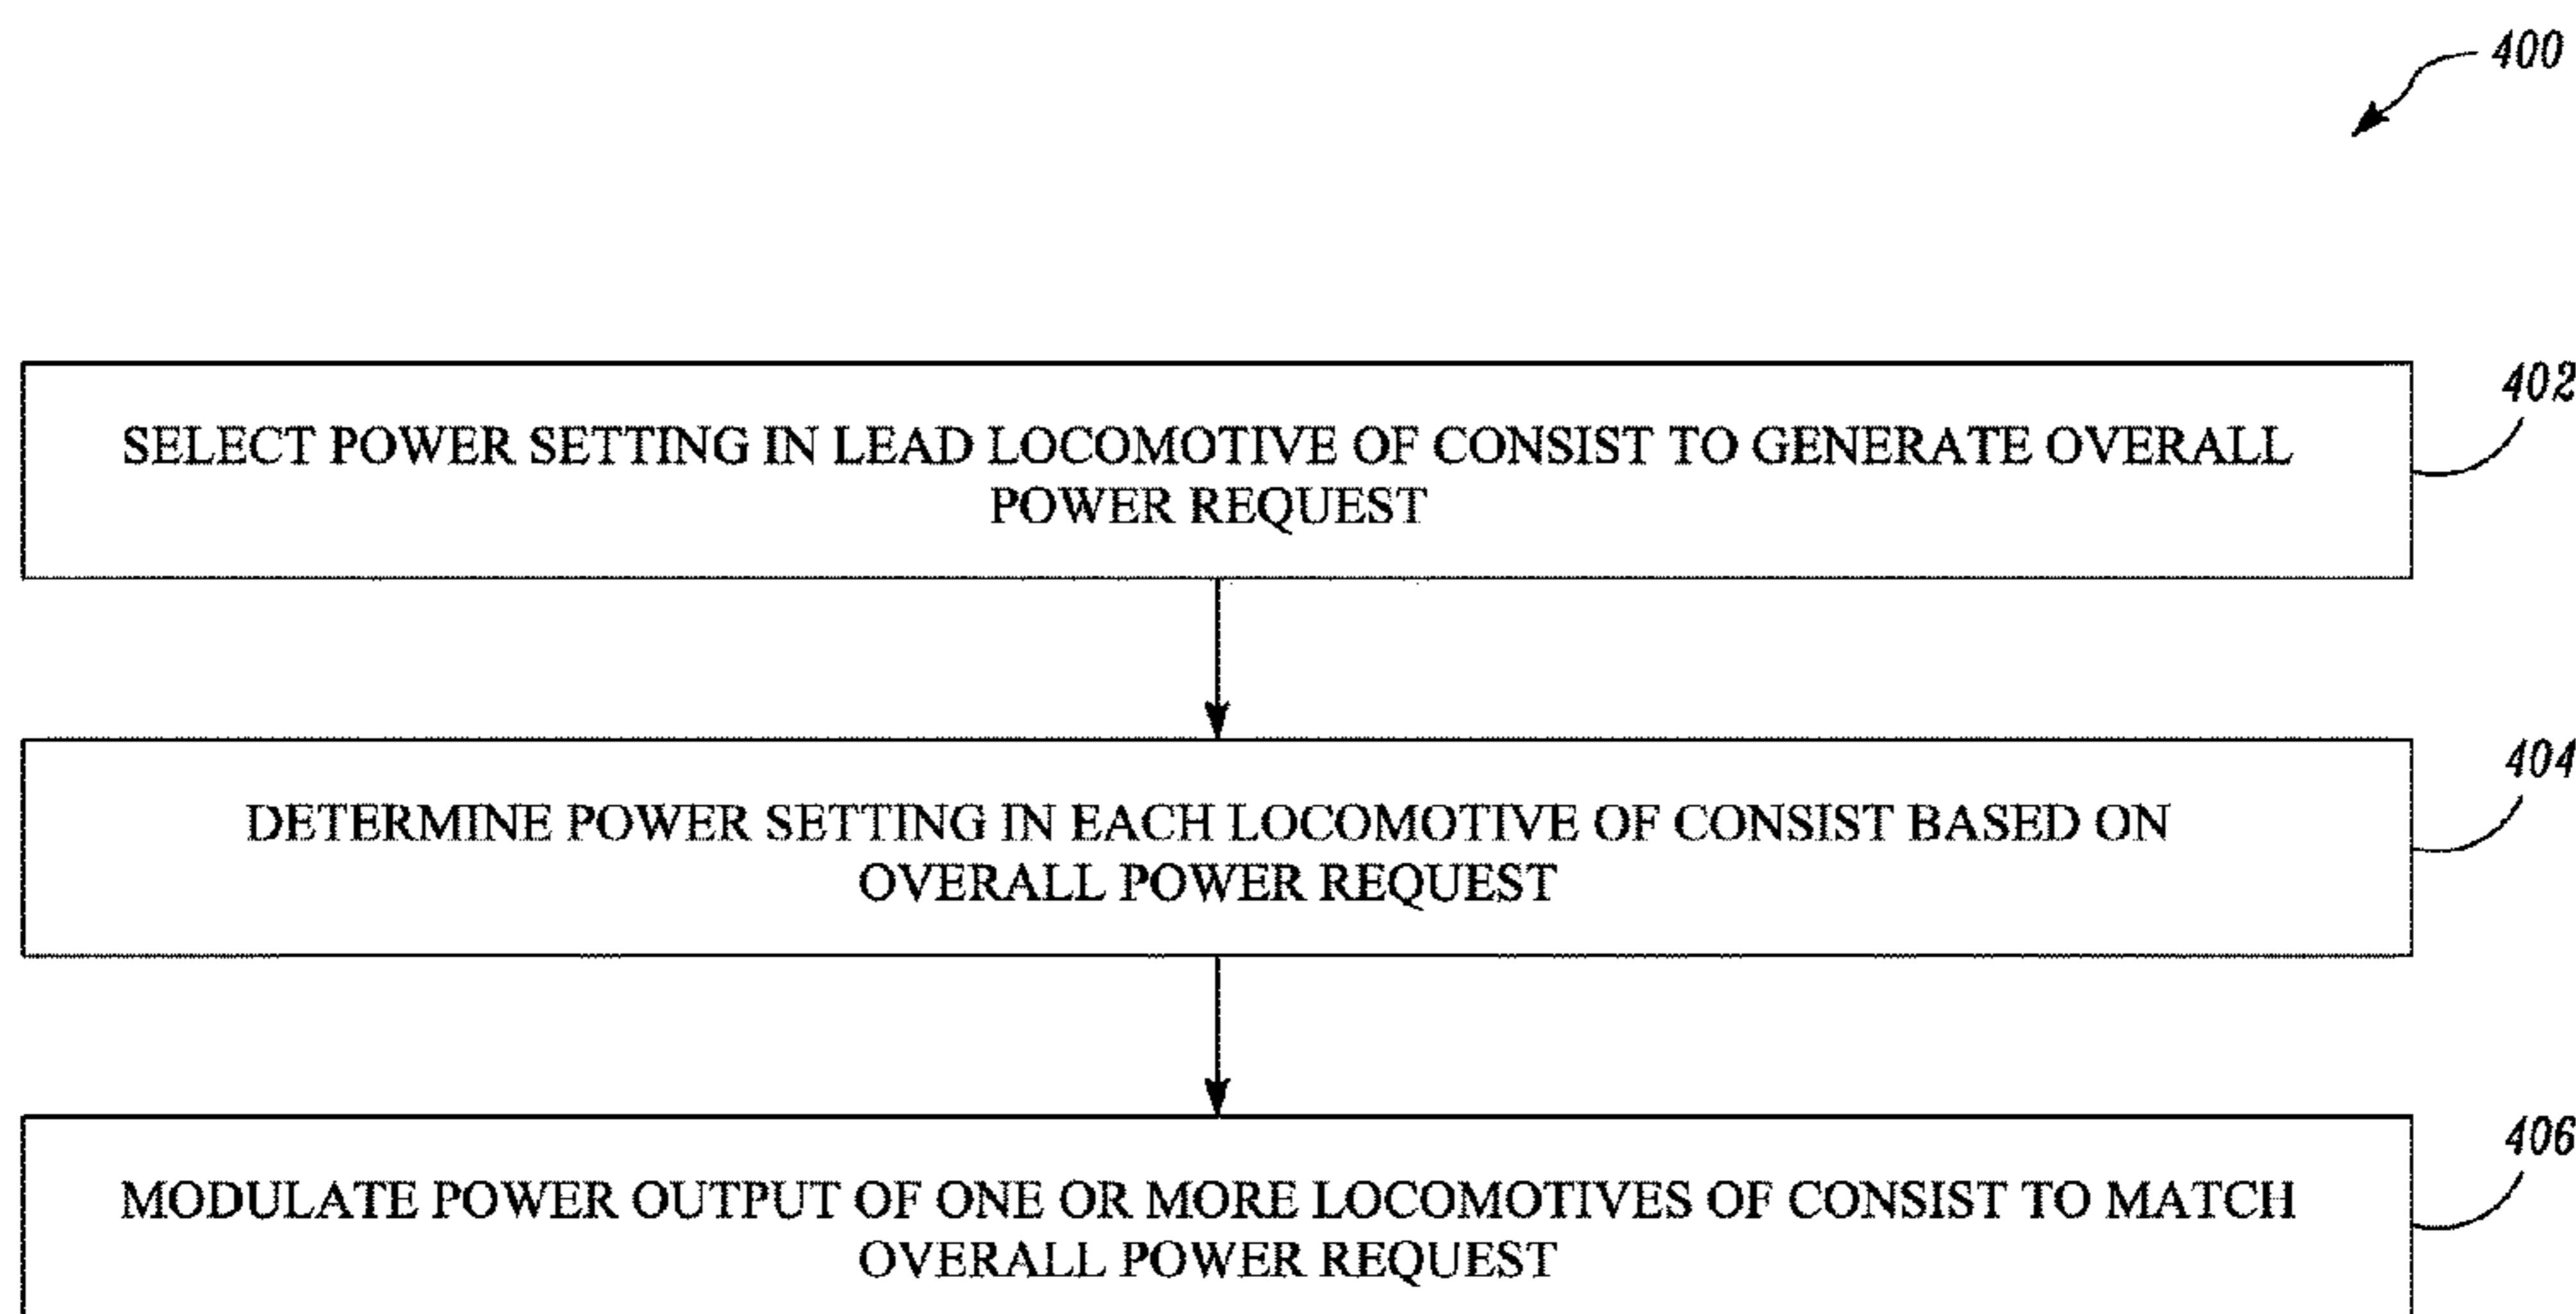 400
402
SELECT POWER SETTING IN LEAD LOCOMOTIVE OF CONSIST TO GENERATE OVERALL
POWER REQUEST
404
DETERMINE POWER SETTING IN EACH LOCOMOTIVE OF CONSIST BASED ON
OVERALL POWER REQUEST
406
MODULATE POWER OUTPUT OF ONE OR MORE LOCOMOTIVES OF CONSIST TO MATCH
OVERALL POWER REQUEST